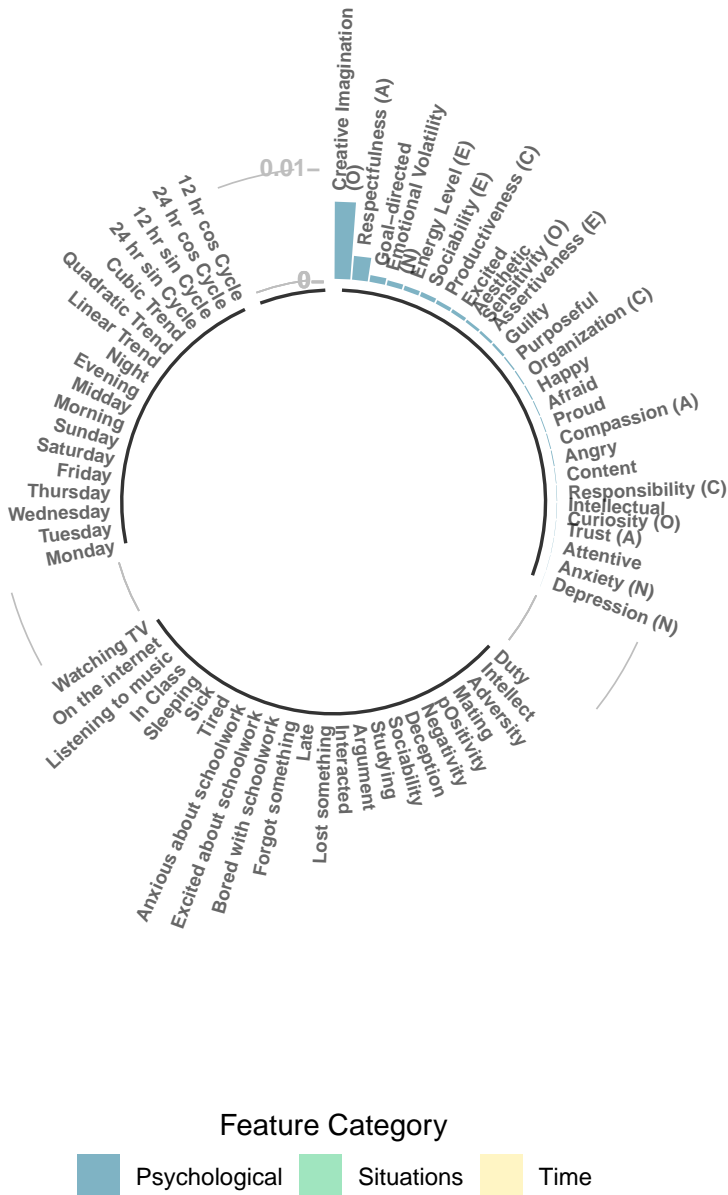 0.01
0
Creative Imagination
(O)
Respectfulness (A)
Goal−directed
Emotional Volatility
(N)
Energy Level (E)
Sociability (E)
Productiveness (C)
Excited
Aesthetic
Sensitivity (O)
Assertiveness (E)
Guilty
Purposeful
Organization (C)
Happy
Afraid
Proud
Compassion (A)
Angry
Content
Responsibility (C)
Intellectual
Curiosity (O)
Trust (A)
Attentive
Anxiety (N)
Depression (N)
Duty
Intellect
Adversity
Mating
pOsitivity
Negativity
Deception
Sociability
Studying
Argument
Interacted
Lost something
Late
Forgot something
Bored with schoolwork
Excited about schoolwork
Anxious about schoolwork
Tired
Sick
Sleeping
In Class
Listening to music
On the internet
Watching TV
Monday
Tuesday
Wednesday
Thursday
Friday
Saturday
Sunday
Morning
Midday
Evening
Night
Linear Trend
Quadratic Trend
Cubic Trend
24 hr sin Cycle
12 hr sin Cycle
24 hr cos Cycle
12 hr cos Cycle
Feature Category
Psychological
Situations
Time